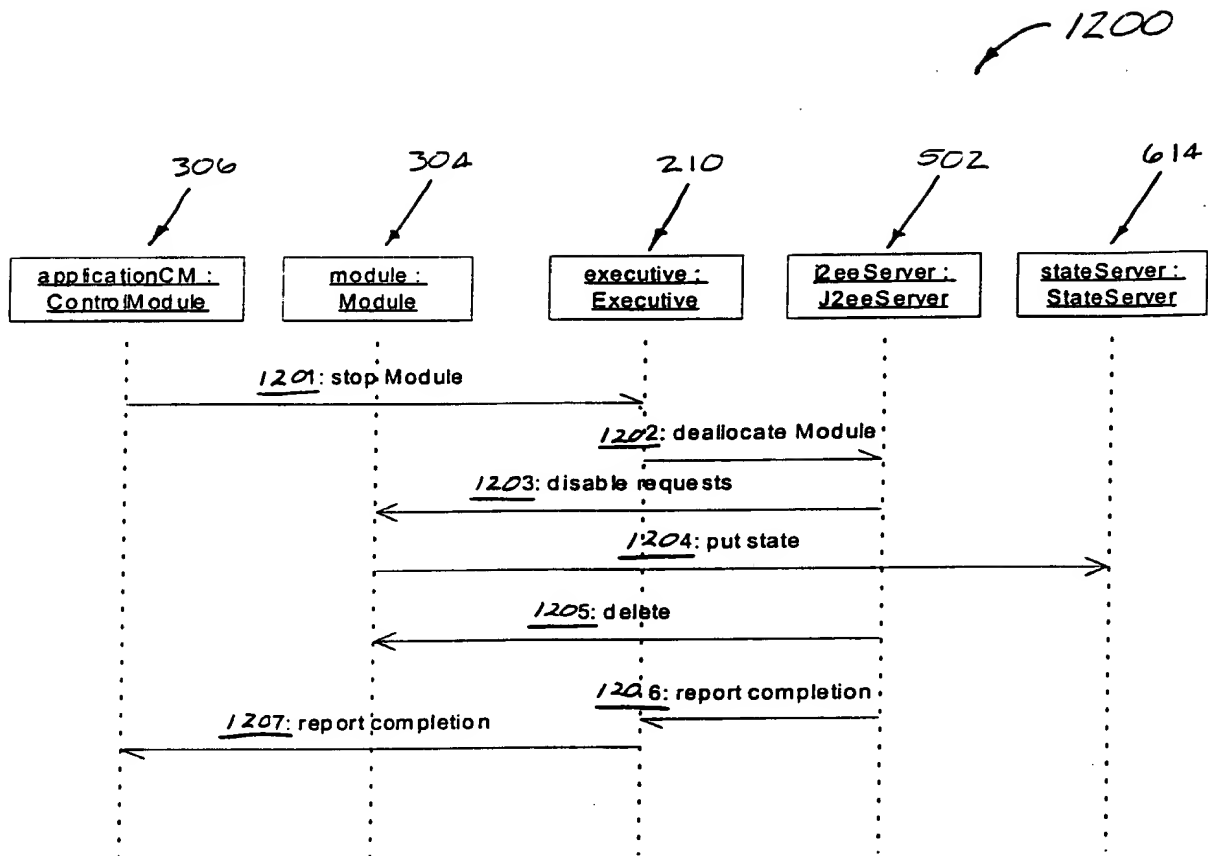 1200
306
304
210
502
614
applicationCM :
ControlModule
module :
Module
executive :
Executive
j2eeServer :
J2eeServer
stateServer :
StateServer
1201: stop Module
1202: deallocate Module
1203: disable requests
1204: put state
1205: delete
1206: report completion
1207: report completion